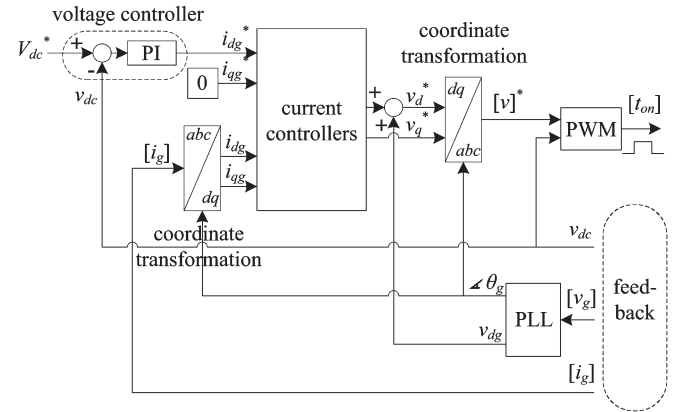 voltage controller
V_dc^* + - PI i_dg^*
v_dc
0 i_qg^*
coordinate
transformation
current
controllers
+ v_d^*
+ v_q^*
dq
abc
[v]^*
PWM
[t_on]
[i_g]
abc
dq
i_dg
i_qg
coordinate
transformation
v_dc
∡θ_g
PLL
[v_g]
v_dg
feed-
back
[i_g]